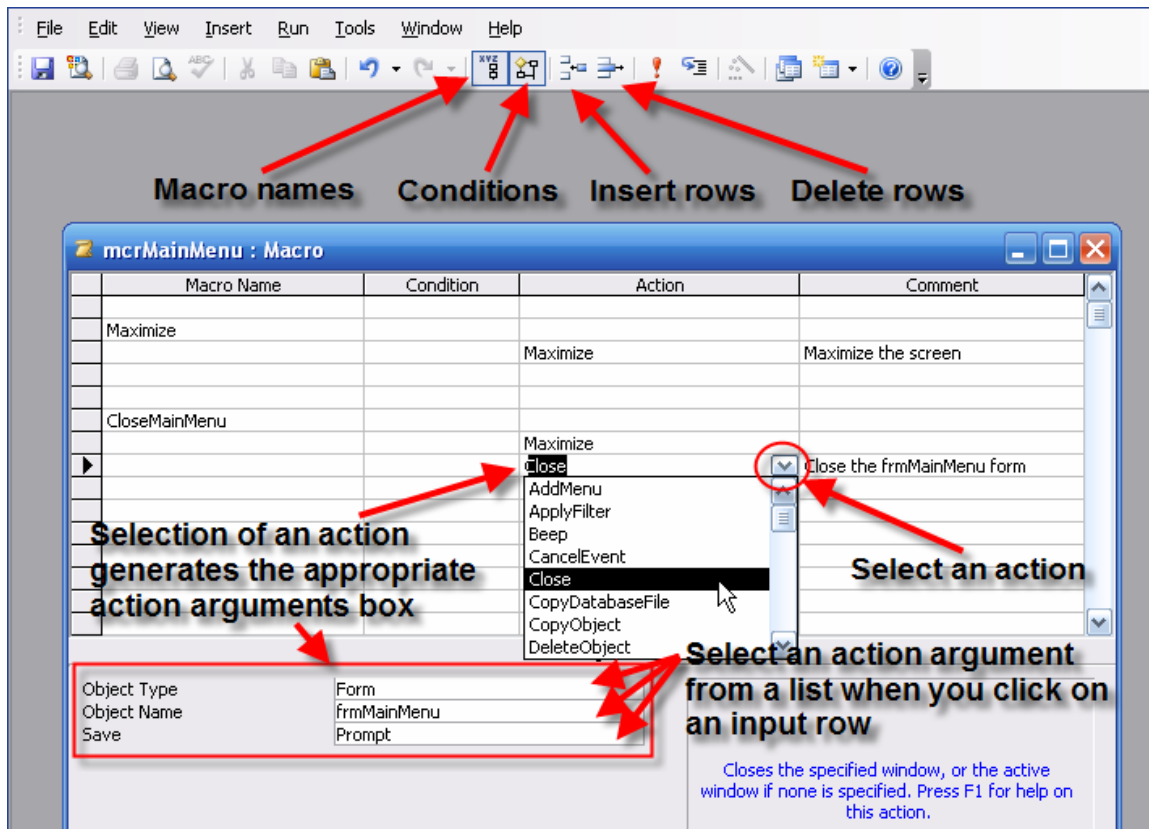 File Edit View Insert Run Tools Window Help
ABC XYZ
Macro names Conditions Insert rows Delete rows
mcrMainMenu : Macro
Macro Name Condition Action Comment
Maximize
Maximize Maximize the screen
CloseMainMenu
Maximize
Close Close the frmMainMenu form
AddMenu
ApplyFilter
Beep
CancelEvent
Close
CopyDatabaseFile
CopyObject
DeleteObject
Selection of an action
generates the appropriate
action arguments box
Select an action
Select an action argument
from a list when you click on
an input row
Object Type Form
Object Name frmMainMenu
Save Prompt
Closes the specified window, or the active
window if none is specified. Press F1 for help on
this action.